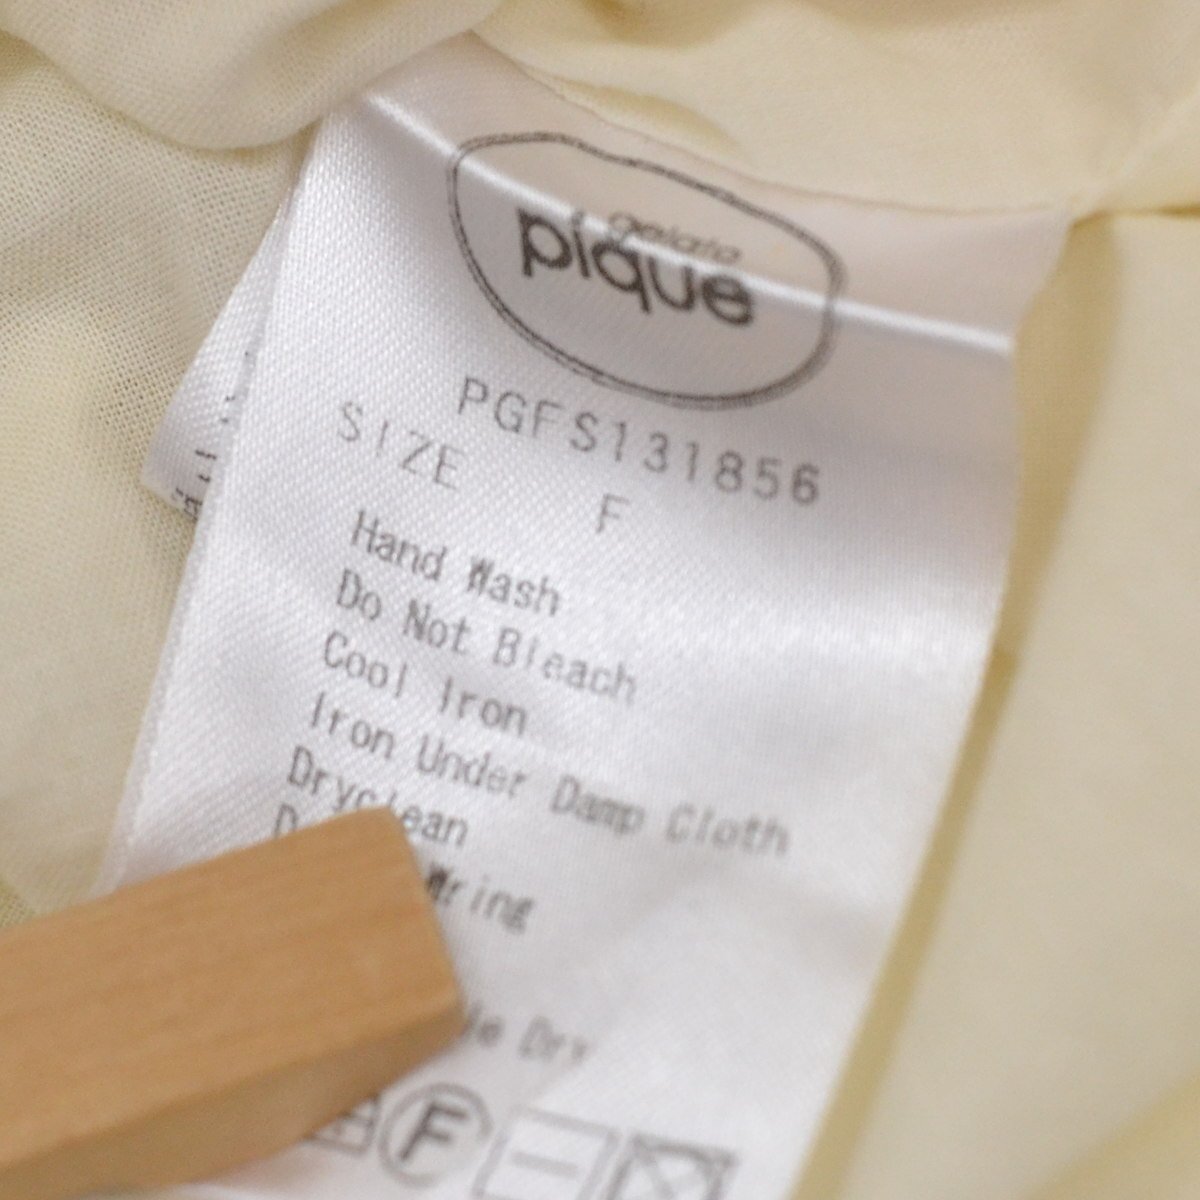 gelato
pique
PGFS131856
SIZE F
Hand Wash
Do Not Bleach
Cool Iron
Iron Under Damp Cloth
Dryclean
Wring
Dry
F